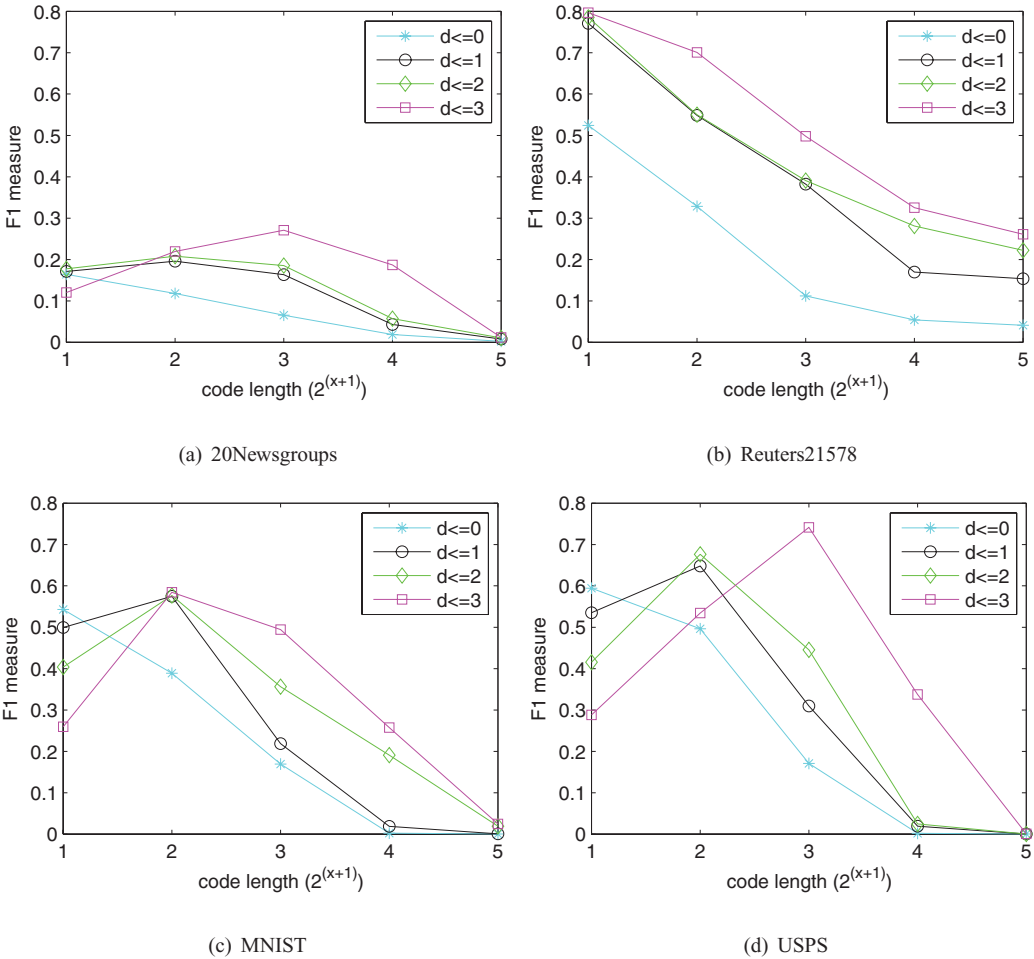 0.8
0.7
0.6
0.5
0.4
0.3
0.2
0.1
0
F1 measure
1 2 3 4 5
code length (2^(x+1))
d<=0
d<=1
d<=2
d<=3
(a) 20Newsgroups
0.8
0.7
0.6
0.5
0.4
0.3
0.2
0.1
0
F1 measure
1 2 3 4 5
code length (2^(x+1))
d<=0
d<=1
d<=2
d<=3
(b) Reuters21578
0.8
0.7
0.6
0.5
0.4
0.3
0.2
0.1
0
F1 measure
1 2 3 4 5
code length (2^(x+1))
d<=0
d<=1
d<=2
d<=3
(c) MNIST
0.8
0.7
0.6
0.5
0.4
0.3
0.2
0.1
0
F1 measure
1 2 3 4 5
code length (2^(x+1))
d<=0
d<=1
d<=2
d<=3
(d) USPS